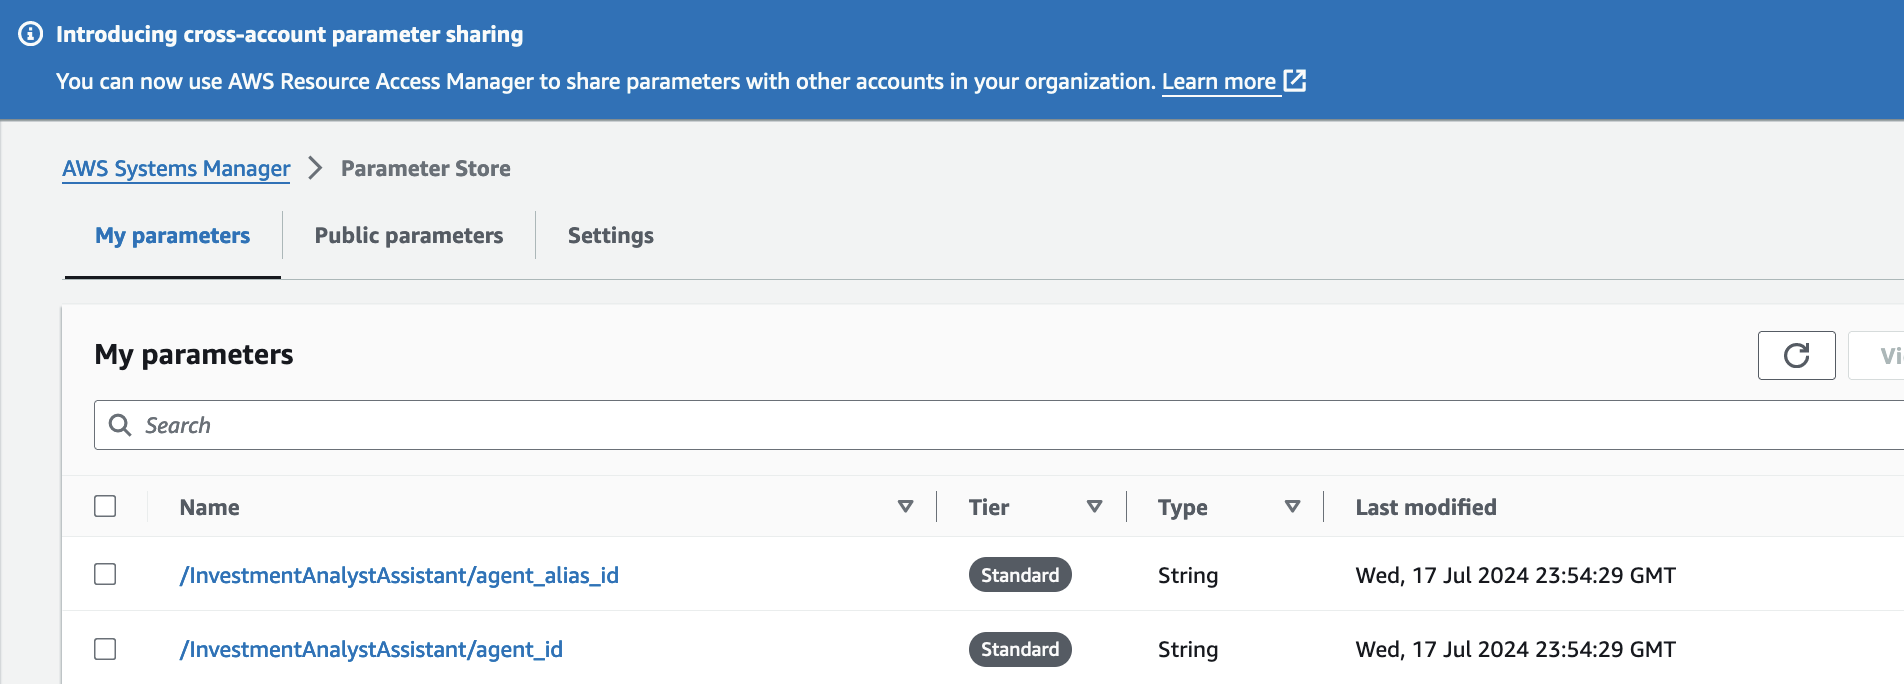 Introducing cross-account parameter sharing
You can now use AWS Resource Access Manager to share parameters with other accounts in your organization. Learn more
AWS Systems Manager > Parameter Store
My parameters
Public parameters
Settings
My parameters
Search
Name Tier Type Last modified
/InvestmentAnalystAssistant/agent_alias_id Standard String Wed, 17 Jul 2024 23:54:29 GMT
/InvestmentAnalystAssistant/agent_id Standard String Wed, 17 Jul 2024 23:54:29 GMT